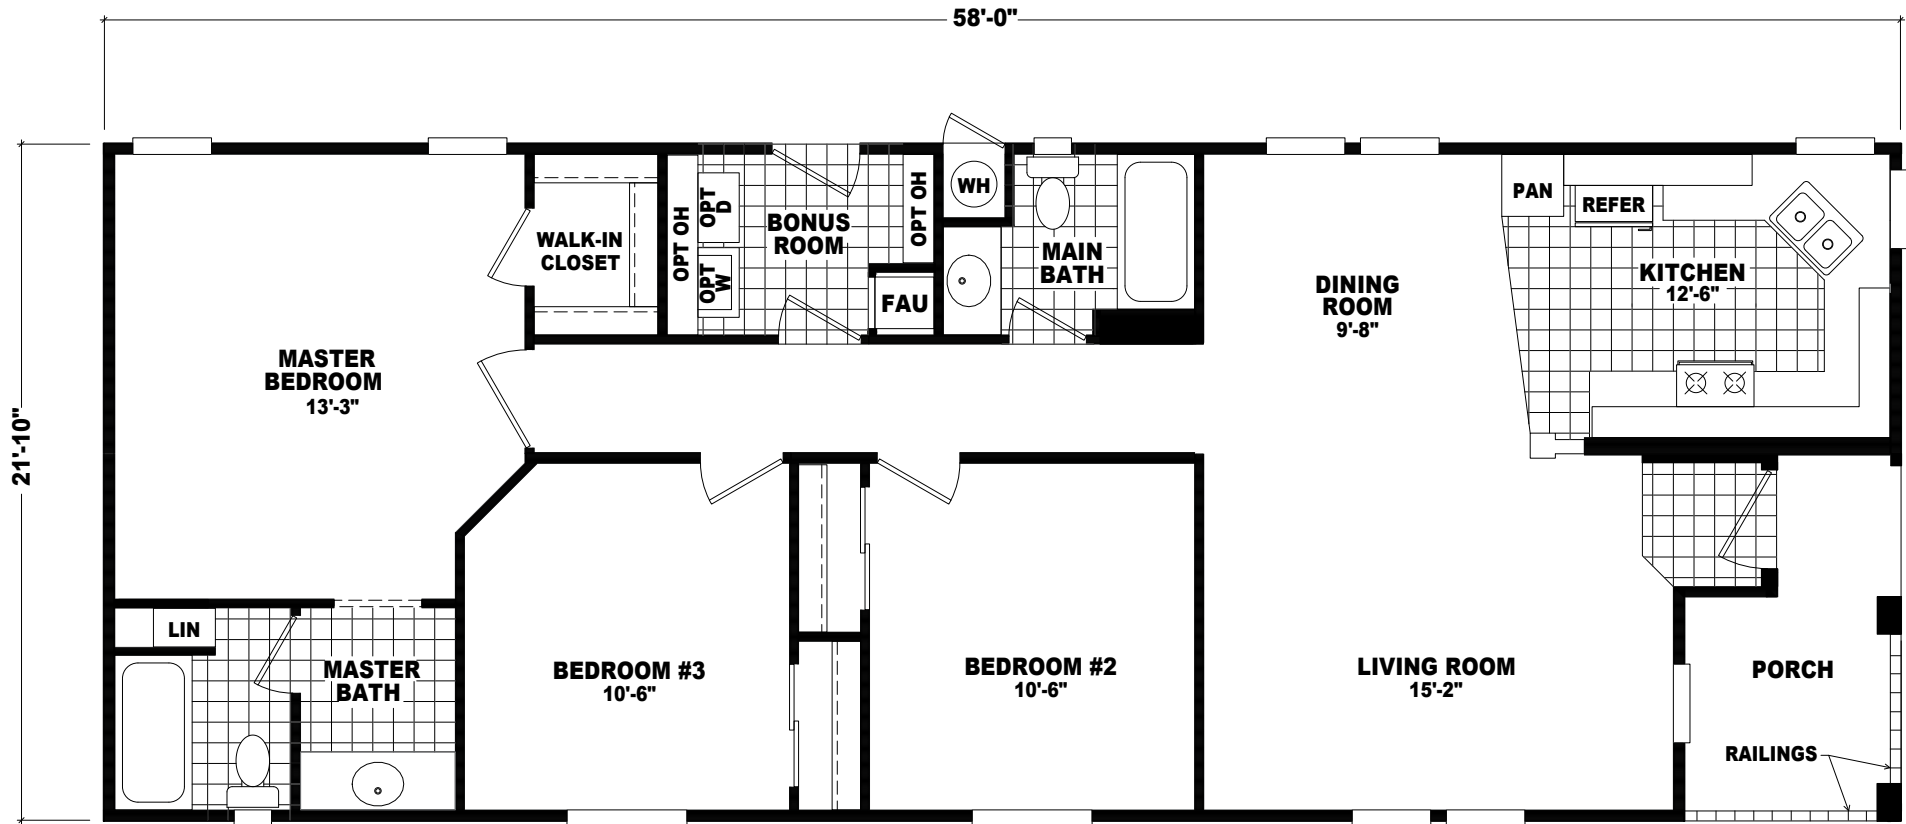 58'-0"
21'-10"
WH
PAN
REFER
OPT OH
OPT
D
OPT
W
BONUS
ROOM
OPT OH
FAU
WALK-IN
CLOSET
MAIN
BATH
DINING
ROOM
9'-8"
KITCHEN
12'-6"
MASTER
BEDROOM
13'-3"
LIN
MASTER
BATH
BEDROOM #3
10'-6"
BEDROOM #2
10'-6"
LIVING ROOM
15'-2"
PORCH
RAILINGS